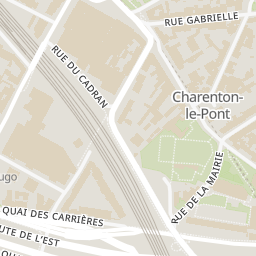 RUE GABRIELLE
RUE DU CADRAN
Charenton-
le-Pont
RUE DE LA MAIRIE
ugo
QUAI DES CARRIÈRES
UTE DE L'EST